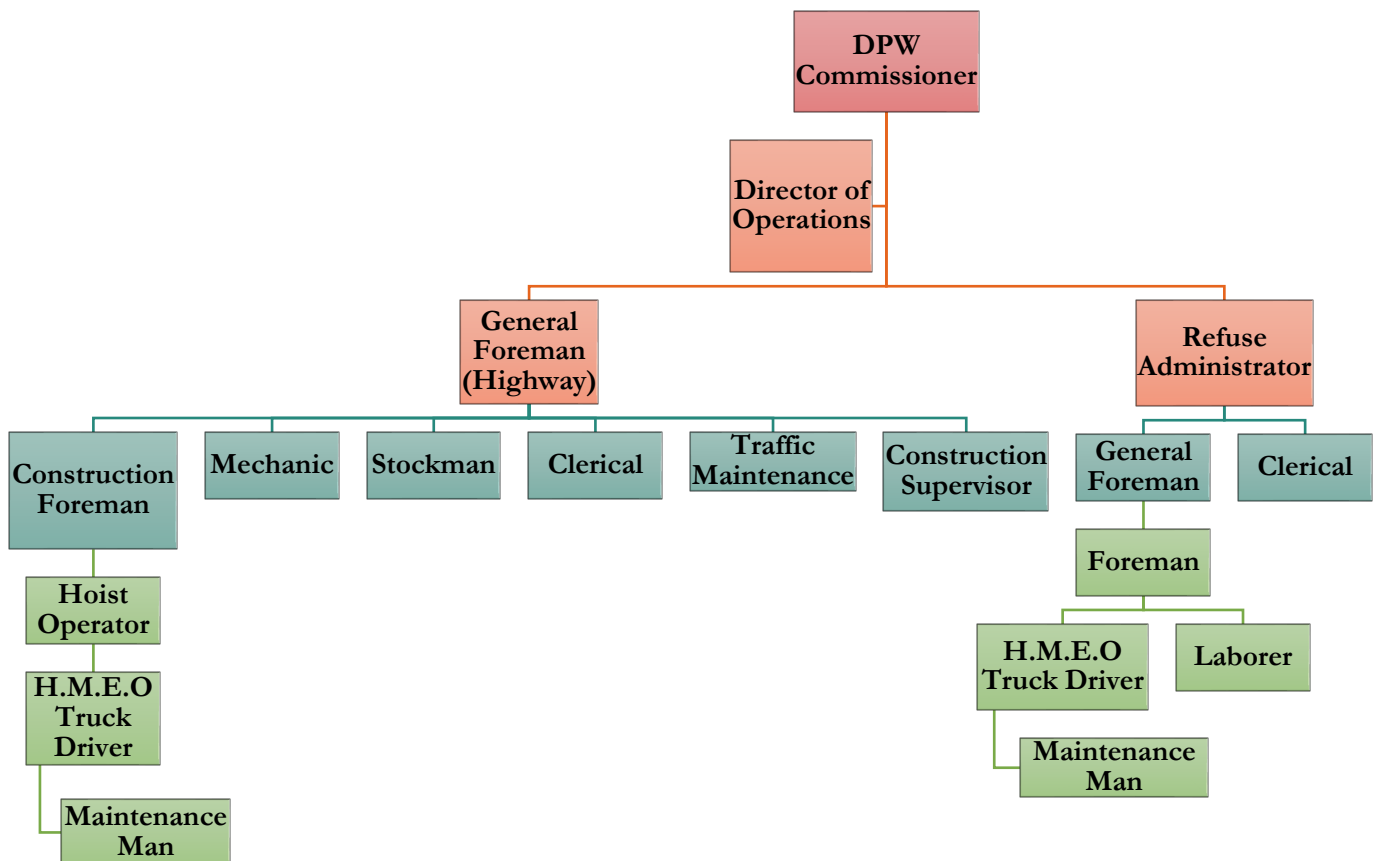 DPW
Commissioner
Director of
Operations
General
Foreman
(Highway)
Refuse
Administrator
Construction
Foreman
Mechanic
Stockman
Clerical
Traffic
Maintenance
Construction
Supervisor
General
Foreman
Clerical
Hoist
Operator
Foreman
H.M.E.O
Truck
Driver
H.M.E.O
Truck Driver
Laborer
Maintenance
Man
Maintenance
Man